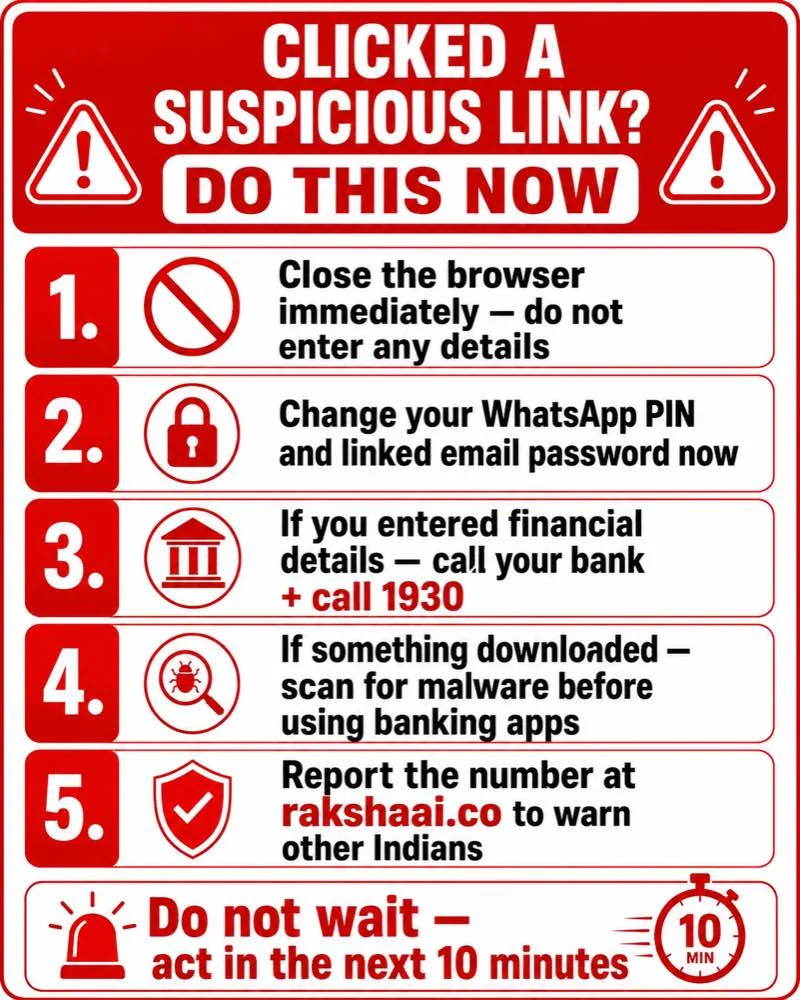 CLICKED A
SUSPICIOUS LINK?
DO THIS NOW
1.
Close the browser
immediately — do not
enter any details
2.
Change your WhatsApp PIN
and linked email password now
3.
If you entered financial
details — call your bank
+ call 1930
4.
If something downloaded —
scan for malware before
using banking apps
5.
Report the number at
rakshaai.co to warn
other Indians
Do not wait —
act in the next 10 minutes
10
MIN